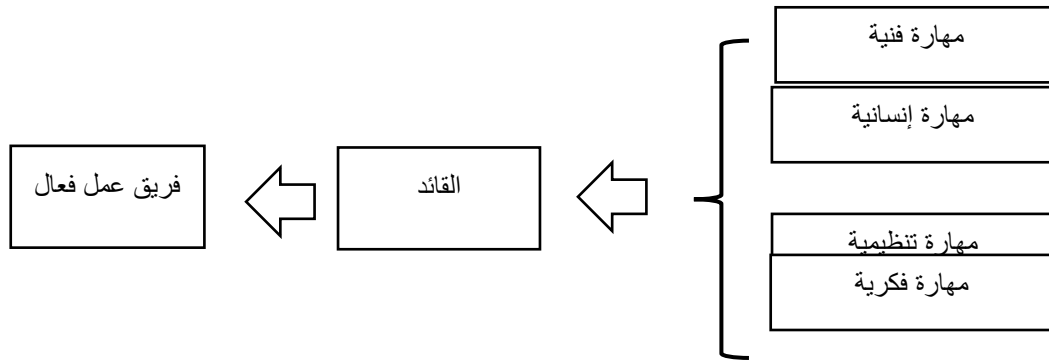 مهارة فنية
مهارة إنسانية
مهارة تنظيمية
مهارة فكرية
القائد
فريق عمل فعال